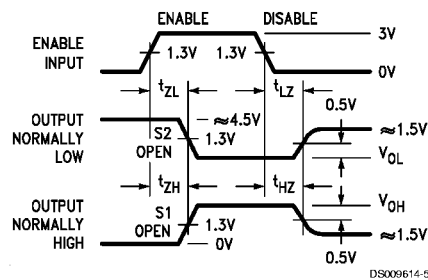 ENABLE
DISABLE
ENABLE
INPUT
1.3V
1.3V
3V
0V
tZL
tLZ
0.5V
OUTPUT
NORMALLY
LOW
S2
OPEN
≈4.5V
1.3V
≈1.5V
VOL
tZH
tHZ
OUTPUT
NORMALLY
HIGH
S1
OPEN
1.3V
0V
VOH
≈1.5V
0.5V
DS009614-5